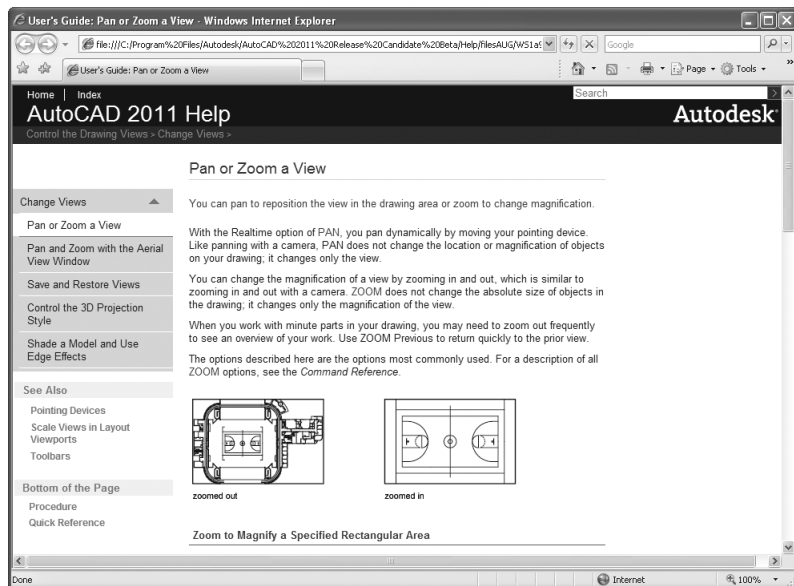 User's Guide: Pan or Zoom a View - Windows Internet Explorer
file:///C:/Program%20Files/Autodesk/AutoCAD%202011%20Release%20Candidate%20Beta/Help/filesAUG/WS1a9
Google
User's Guide: Pan or Zoom a View
Page
Tools
»
Home | Index
Search
AutoCAD 2011 Help
Autodesk
Control the Drawing Views > Change Views >
Pan or Zoom a View
Change Views
Pan or Zoom a View
Pan and Zoom with the Aerial
View Window
Save and Restore Views
Control the 3D Projection
Style
Shade a Model and Use
Edge Effects
See Also
Pointing Devices
Scale Views in Layout
Viewports
Toolbars
Bottom of the Page
Procedure
Quick Reference
You can pan to reposition the view in the drawing area or zoom to change magnification.
With the Realtime option of PAN, you pan dynamically by moving your pointing device.
Like panning with a camera, PAN does not change the location or magnification of objects
on your drawing; it changes only the view.
You can change the magnification of a view by zooming in and out, which is similar to
zooming in and out with a camera. ZOOM does not change the absolute size of objects in
the drawing; it changes only the magnification of the view.
When you work with minute parts in your drawing, you may need to zoom out frequently
to see an overview of your work. Use ZOOM Previous to return quickly to the prior view.
The options described here are the options most commonly used. For a description of all
ZOOM options, see the Command Reference.
zoomed out
zoomed in
Zoom to Magnify a Specified Rectangular Area
Done
Internet
100%